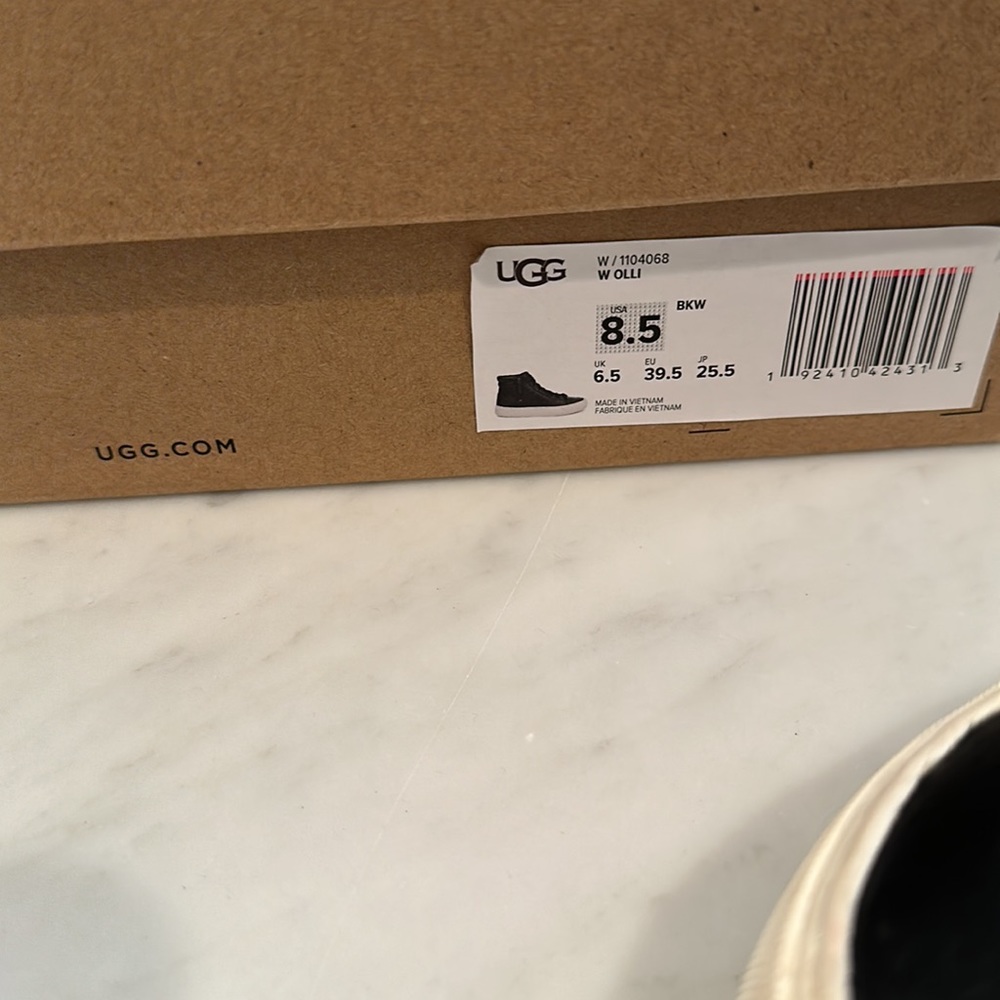 UGG
W / 1104068
W OLLI
USA
8.5
BKW
UK EU JP
6.5 39.5 25.5
MADE IN VIETNAM
FABRIQUE EN VIETNAM
1 92410 42431 3
UGG.COM